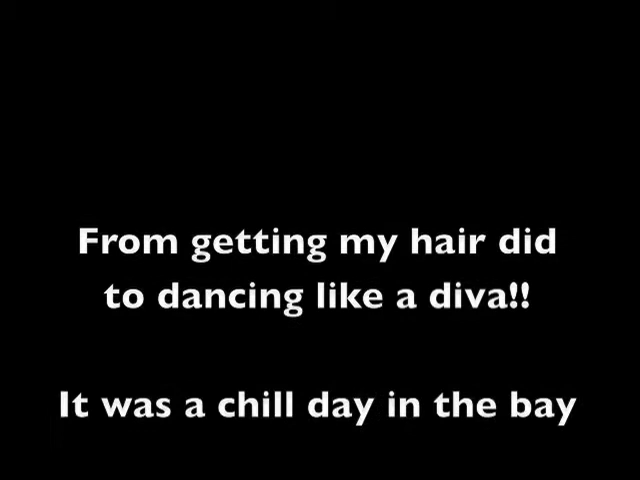 From getting my hair did
to dancing like a diva!!
It was a chill day in the bay